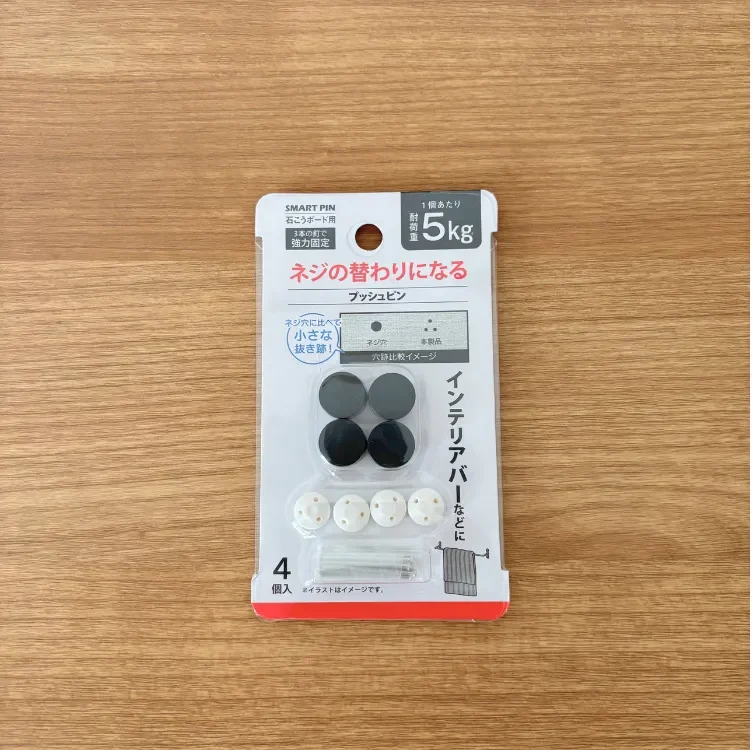 SMART PIN
石こうボード用
3本の釘で
強力固定
1個あたり
耐荷重
5kg
ネジの替わりになる
プッシュピン
ネジ穴に比べて
小さな
抜き跡!
ネジ穴
本製品
穴跡比較イメージ
インテリアバーなどに
4
個入
※イラストはイメージです。